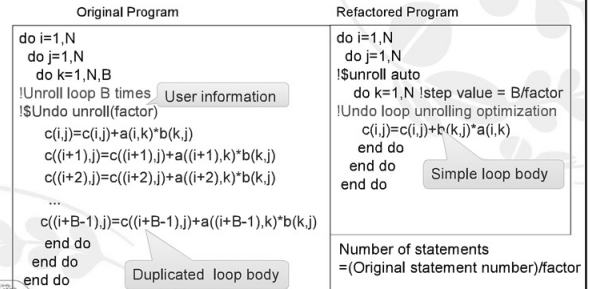 Original Program
do i=1,N
do j=1,N
do k=1,N,B
!Unroll loop B times
User information
!$Undo unroll(factor)
c(i,j)=c(i,j)+a(i,k)*b(k,j)
c((i+1),j)=c((i+1),j)+a((i+1),k)*b(k,j)
c((i+2),j)=c((i+2),j)+a((i+2),k)*b(k,j)
...
c((i+B-1),j)=c((i+B-1),j)+a((i+B-1),k)*b(k,j)
end do
end do
end do
Duplicated loop body
Refactored Program
do i=1,N
do j=1,N
!$unroll auto
do k=1,N !step value = B/factor
!Undo loop unrolling optimization
c(i,j)=c(i,j)+b(k,j)*a(i,k)
end do
end do
end do
Simple loop body
Number of statements
=(Original statement number)/factor